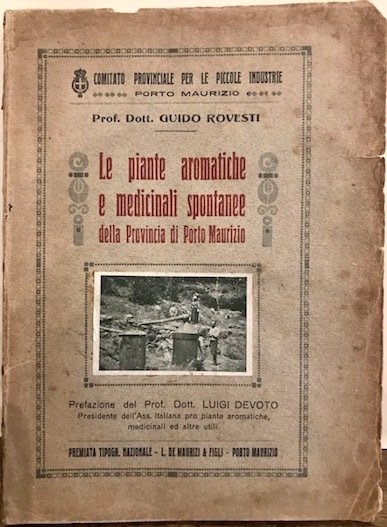 COMITATO PROVINCIALE PER LE PICCOLE INDUSTRIE
PORTO MAURIZIO
Prof. Dott. GUIDO ROVESTI
Le piante aromatiche
e medicinali spontanee
della Provincia di Porto Maurizio
Prefazione del Prof. Dott. LUIGI DEVOTO
Presidente dell'Ass. Italiana pro piante aromatiche,
medicinali ed altre utili.
PREMIATA TIPOGR. NAZIONALE - L. DE MAURIZI & FIGLI - PORTO MAURIZIO